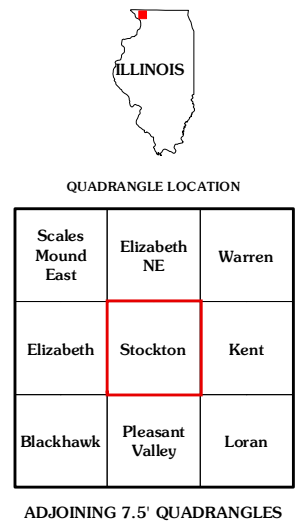 ILLINOIS
QUADRANGLE LOCATION
Scales
Mound
East
Elizabeth
NE
Warren
Elizabeth
Stockton
Kent
Blackhawk
Pleasant
Valley
Loran
ADJOINING 7.5' QUADRANGLES